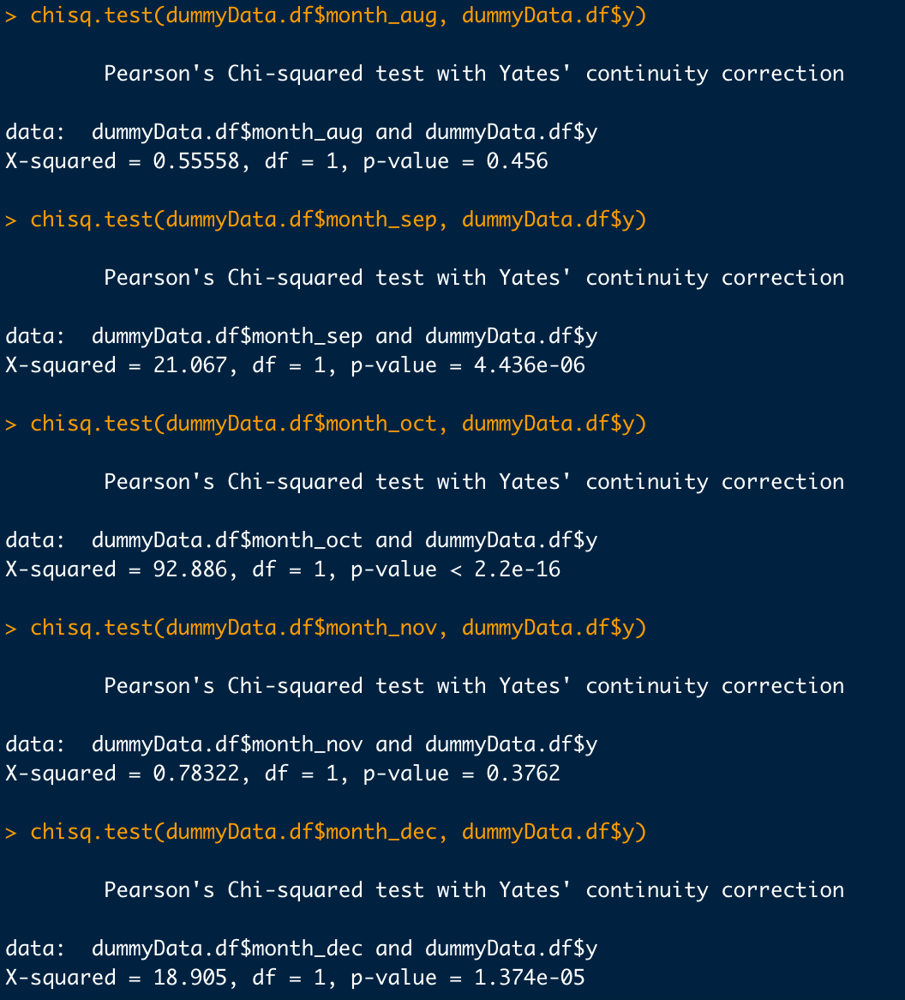 > chisq.test(dummyData.df$month_aug, dummyData.df$y)
Pearson's Chi-squared test with Yates' continuity correction
data:  dummyData.df$month_aug and dummyData.df$y
X-squared = 0.55558, df = 1, p-value = 0.456
> chisq.test(dummyData.df$month_sep, dummyData.df$y)
Pearson's Chi-squared test with Yates' continuity correction
data:  dummyData.df$month_sep and dummyData.df$y
X-squared = 21.067, df = 1, p-value = 4.436e-06
> chisq.test(dummyData.df$month_oct, dummyData.df$y)
Pearson's Chi-squared test with Yates' continuity correction
data:  dummyData.df$month_oct and dummyData.df$y
X-squared = 92.886, df = 1, p-value < 2.2e-16
> chisq.test(dummyData.df$month_nov, dummyData.df$y)
Pearson's Chi-squared test with Yates' continuity correction
data:  dummyData.df$month_nov and dummyData.df$y
X-squared = 0.78322, df = 1, p-value = 0.3762
> chisq.test(dummyData.df$month_dec, dummyData.df$y)
Pearson's Chi-squared test with Yates' continuity correction
data:  dummyData.df$month_dec and dummyData.df$y
X-squared = 18.905, df = 1, p-value = 1.374e-05